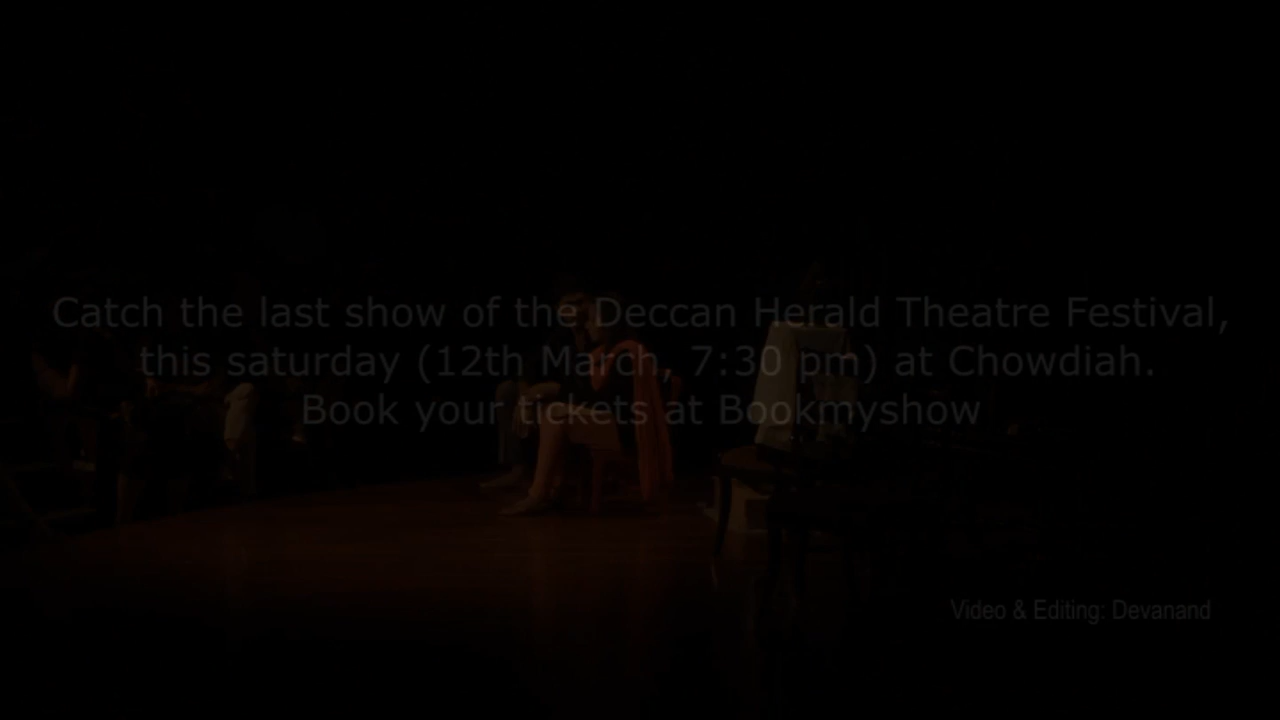 Catch the last show of the Deccan Herald Theatre Festival,
this saturday (12th March, 7:30 pm) at Chowdiah.
Book your tickets at Bookmyshow
Video & Editing: Devanand